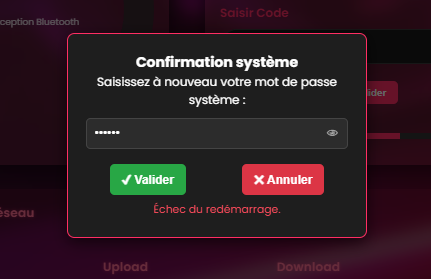 Saisir Code
ception Bluetooth
Confirmation système
Saisissez à nouveau votre mot de passe
système :
••••••
✔ Valider
✖ Annuler
ider
Échec du redémarrage.
éseau
Upload
Download